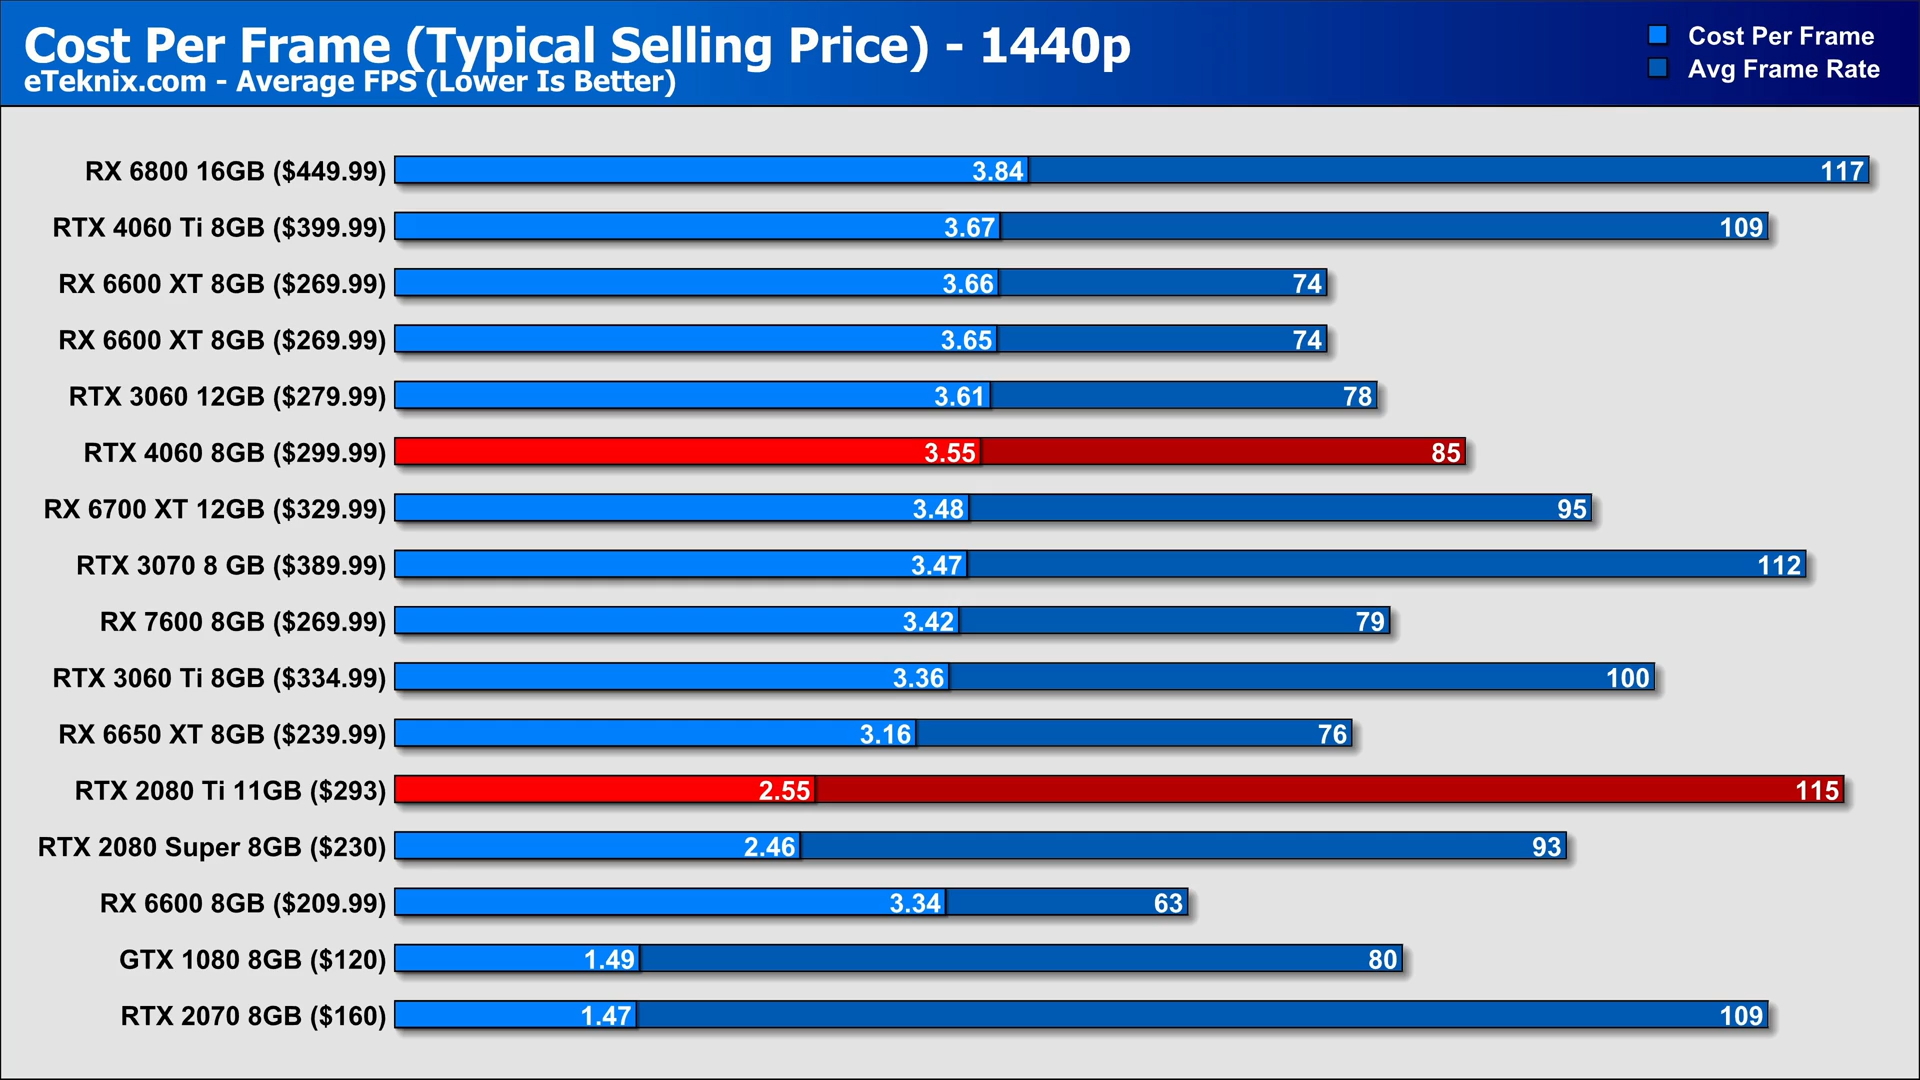 Cost Per Frame (Typical Selling Price) - 1440p
eTeknix.com - Average FPS (Lower Is Better)
Cost Per Frame
Avg Frame Rate
RX 6800 16GB ($449.99) 3.84 117
RTX 4060 Ti 8GB ($399.99) 3.67 109
RX 6600 XT 8GB ($269.99) 3.66 74
RX 6600 XT 8GB ($269.99) 3.65 74
RTX 3060 12GB ($279.99) 3.61 78
RTX 4060 8GB ($299.99) 3.55 85
RX 6700 XT 12GB ($329.99) 3.48 95
RTX 3070 8 GB ($389.99) 3.47 112
RX 7600 8GB ($269.99) 3.42 79
RTX 3060 Ti 8GB ($334.99) 3.36 100
RX 6650 XT 8GB ($239.99) 3.16 76
RTX 2080 Ti 11GB ($293) 2.55 115
RTX 2080 Super 8GB ($230) 2.46 93
RX 6600 8GB ($209.99) 3.34 63
GTX 1080 8GB ($120) 1.49 80
RTX 2070 8GB ($160) 1.47 109